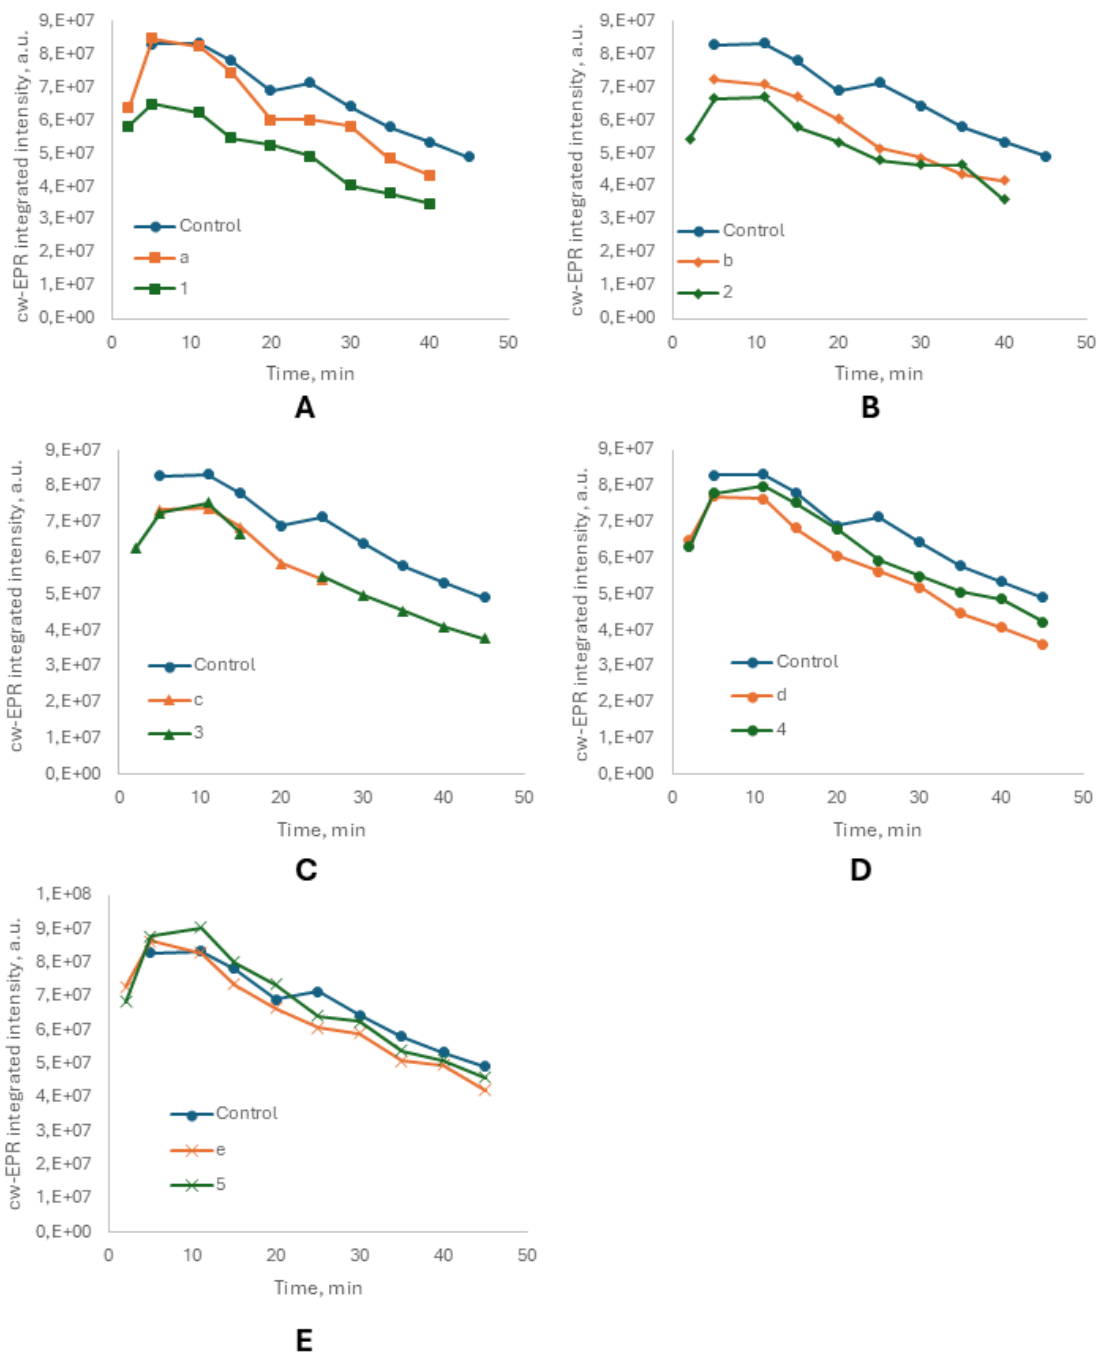 cw-EPR integrated intensity, a.u.
9,E+07
8,E+07
7,E+07
6,E+07
5,E+07
4,E+07
3,E+07
2,E+07
1,E+07
0,E+00
Control
a
1
0 10 20 30 40 50
Time, min
A
cw-EPR integrated intensity, a.u.
9,E+07
8,E+07
7,E+07
6,E+07
5,E+07
4,E+07
3,E+07
2,E+07
1,E+07
0,E+00
Control
b
2
0 10 20 30 40 50
Time, min
B
cw-EPR integrated intensity, a.u.
9,E+07
8,E+07
7,E+07
6,E+07
5,E+07
4,E+07
3,E+07
2,E+07
1,E+07
0,E+00
Control
c
3
0 10 20 30 40 50
Time, min
C
cw-EPR integrated intensity, a.u.
9,E+07
8,E+07
7,E+07
6,E+07
5,E+07
4,E+07
3,E+07
2,E+07
1,E+07
0,E+00
Control
d
4
0 10 20 30 40 50
Time, min
D
cw-EPR integrated intensity, a.u.
1,E+08
9,E+07
8,E+07
7,E+07
6,E+07
5,E+07
4,E+07
3,E+07
2,E+07
1,E+07
0,E+00
Control
e
5
0 10 20 30 40 50
Time, min
E